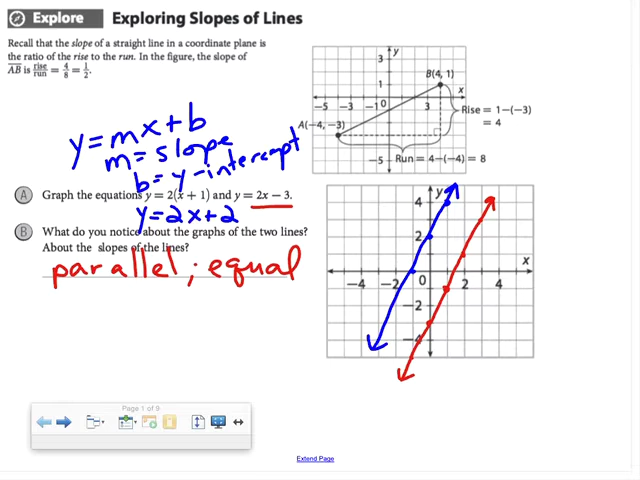 Explore Exploring Slopes of Lines
Recall that the slope of a straight line in a coordinate plane is
the ratio of the rise to the run. In the figure, the slope of
AB is rise/run = 4/8 = 1/2.
y
3
B(4, 1)
1
x
-5 -3 -1 0 3
Rise = 1-(-3)
= 4
A(-4, -3)
-5 Run = 4-(-4) = 8
y=mx+b
m=slope
b=y-intercept
A Graph the equations y = 2(x + 1) and y = 2x - 3.
y=2x+2
B What do you notice about the graphs of the two lines?
About the slopes of the lines?
parallel; equal
y
4
2
x
-4 -2 0 2 4
-2
-4
Page 1 of 9
Extend Page